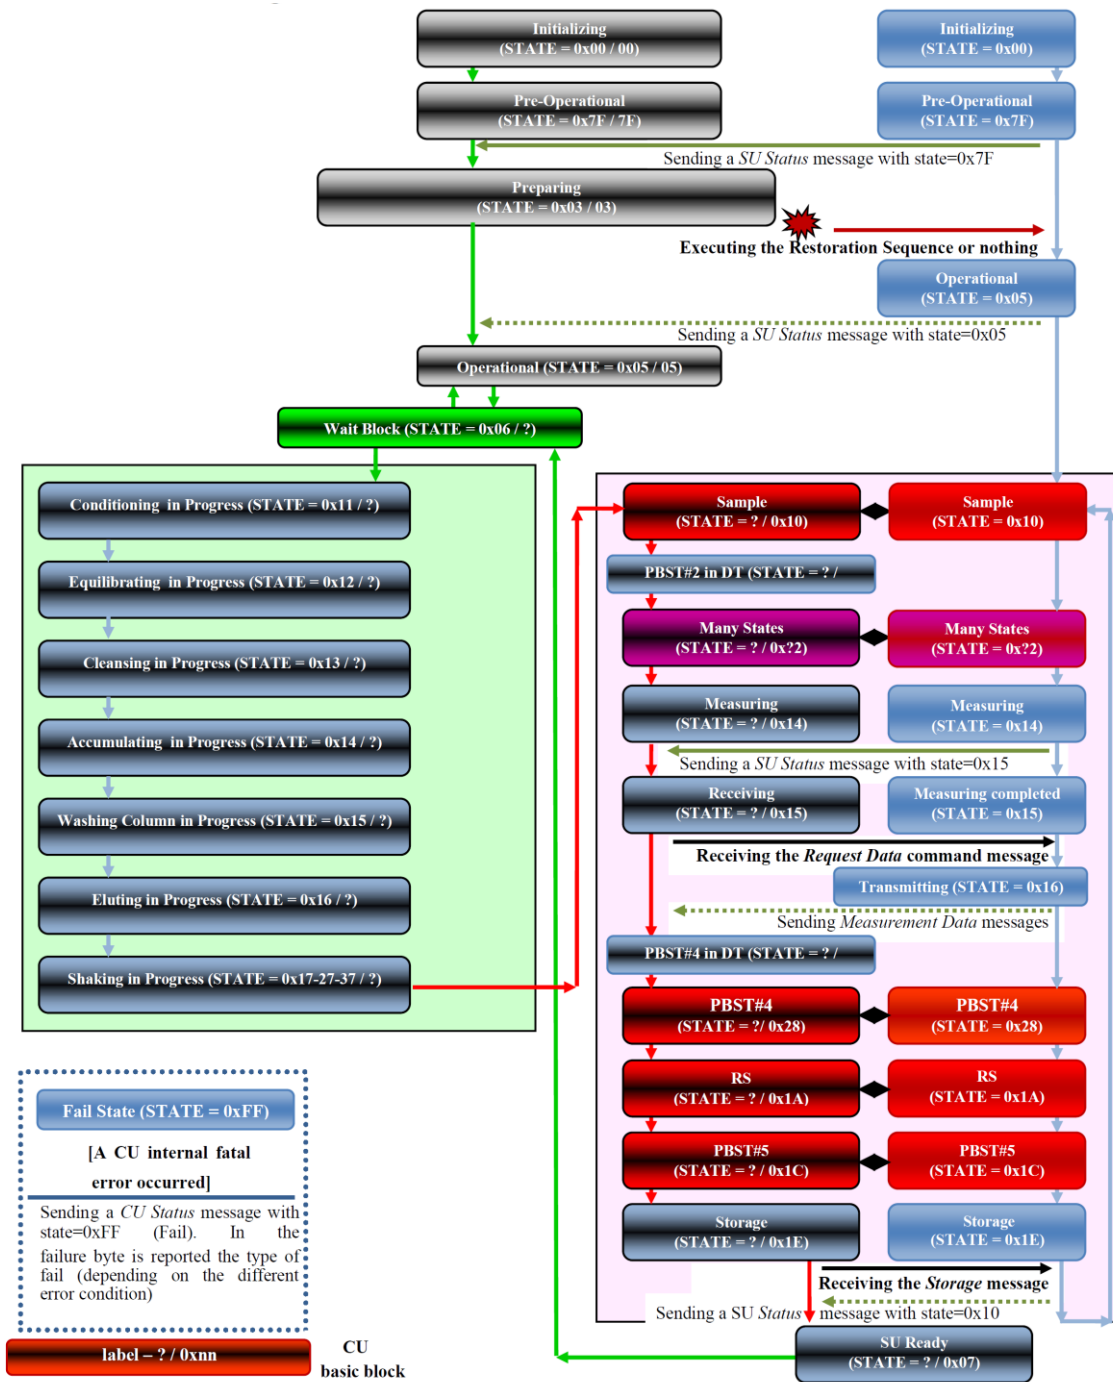 Initializing
(STATE = 0x00 / 00)
Initializing
(STATE = 0x00)
Pre-Operational
(STATE = 0x7F / 7F)
Pre-Operational
(STATE = 0x7F)
Sending a SU Status message with state=0x7F
Preparing
(STATE = 0x03 / 03)
Executing the Restoration Sequence or nothing
Operational
(STATE = 0x05)
Sending a SU Status message with state=0x05
Operational (STATE = 0x05 / 05)
Wait Block (STATE = 0x06 / ?)
Conditioning in Progress (STATE = 0x11 / ?)
Equilibrating in Progress (STATE = 0x12 / ?)
Cleansing in Progress (STATE = 0x13 / ?)
Accumulating in Progress (STATE = 0x14 / ?)
Washing Column in Progress (STATE = 0x15 / ?)
Eluting in Progress (STATE = 0x16 / ?)
Shaking in Progress (STATE = 0x17-27-37 / ?)
Sample
(STATE = ? / 0x10)
Sample
(STATE = 0x10)
PBST#2 in DT (STATE = ? /
Many States
(STATE = ? / 0x?2)
Many States
(STATE = 0x?2)
Measuring
(STATE = ? / 0x14)
Measuring
(STATE = 0x14)
Sending a SU Status message with state=0x15
Receiving
(STATE = ? / 0x15)
Measuring completed
(STATE = 0x15)
Receiving the Request Data command message
Transmitting (STATE = 0x16)
Sending Measurement Data messages
PBST#4 in DT (STATE = ? /
PBST#4
(STATE = ?/ 0x28)
PBST#4
(STATE = 0x28)
RS
(STATE = ? / 0x1A)
RS
(STATE = 0x1A)
PBST#5
(STATE = ? / 0x1C)
PBST#5
(STATE = 0x1C)
Storage
(STATE = ? / 0x1E)
Storage
(STATE = 0x1E)
Receiving the Storage message
Sending a SU Status message with state=0x10
SU Ready
(STATE = ? / 0x07)
Fail State (STATE = 0xFF)
[A CU internal fatal
error occurred]
Sending a CU Status message with
state=0xFF (Fail). In the
failure byte is reported the type of
fail (depending on the different
error condition)
label – ? / 0xnn
CU
basic block